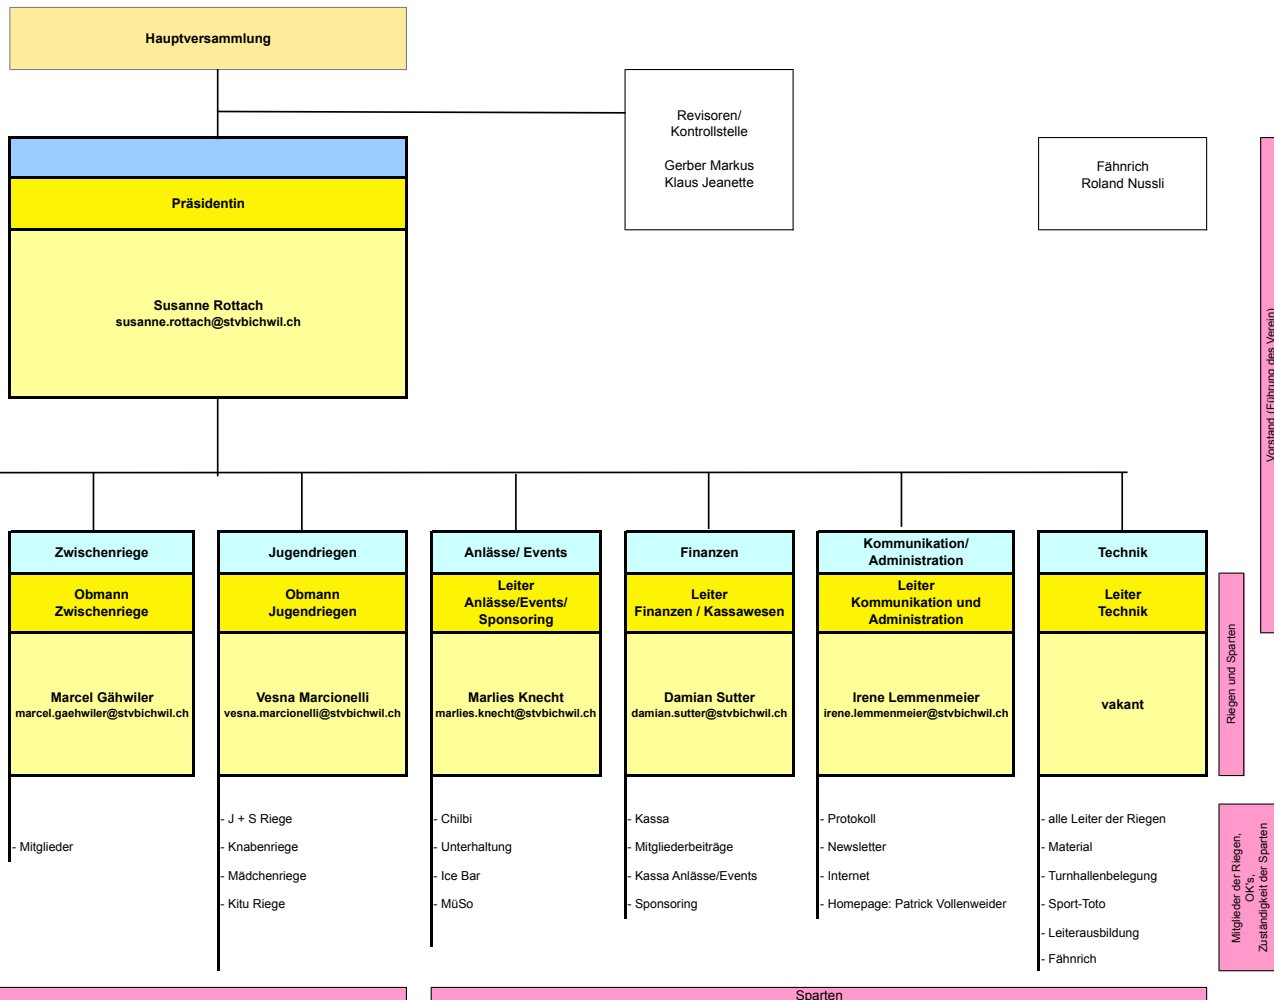 Hauptversammlung
Revisoren/
Kontrollstelle
Gerber Markus
Klaus Jeanette
Fähnrich
Roland Nussli
Präsidentin
Susanne Rottach
susanne.rottach@stvbichwil.ch
Vorstand (Führung des Verein)
Zwischenriege
Obmann
Zwischenriege
Marcel Gähwiler
marcel.gaehwiler@stvbichwil.ch
- Mitglieder
Jugendriegen
Obmann
Jugendriegen
Vesna Marcionelli
vesna.marcionelli@stvbichwil.ch
- J + S Riege
- Knabenriege
- Mädchenriege
- Kitu Riege
Anlässe/ Events
Leiter
Anlässe/Events/
Sponsoring
Marlies Knecht
marlies.knecht@stvbichwil.ch
- Chilbi
- Unterhaltung
- Ice Bar
- MüSo
Finanzen
Leiter
Finanzen / Kassawesen
Damian Sutter
damian.sutter@stvbichwil.ch
- Kassa
- Mitgliederbeiträge
- Kassa Anlässe/Events
- Sponsoring
Kommunikation/
Administration
Leiter
Kommunikation und
Administration
Irene Lemmenmeier
irene.lemmenmeier@stvbichwil.ch
- Protokoll
- Newsletter
- Internet
- Homepage: Patrick Vollenweider
Technik
Leiter
Technik
vakant
- alle Leiter der Riegen
- Material
- Turnhallenbelegung
- Sport-Toto
- Leiterausbildung
- Fähnrich
Riegen und Sparten
Mitglieder der Riegen,
OK's,
Zuständigkeit der Sparten
Sparten